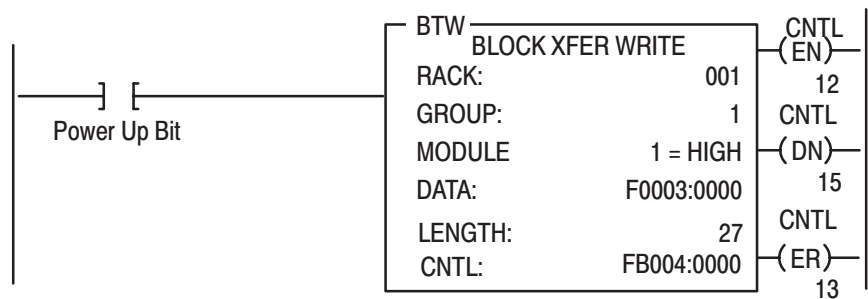 BTW
BLOCK XFER WRITE
RACK: 001
GROUP: 1
MODULE 1 = HIGH
DATA: F0003:0000
LENGTH: 27
CNTL: FB004:0000
Power Up Bit
CNTL
EN
12
CNTL
DN
15
CNTL
ER
13